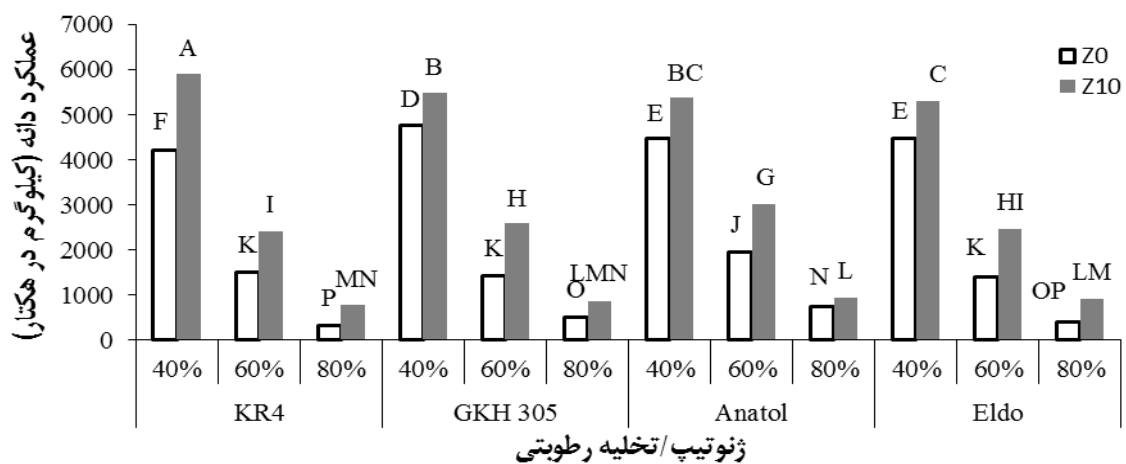 عملکرد دانه (کیلوگرم در هکتار)
7000
6000
5000
4000
3000
2000
1000
0
Z0
Z10
F A K I P MN
D B K H O LMN
E BC J G N L
E C K HI OP LM
40% 60% 80% 40% 60% 80% 40% 60% 80% 40% 60% 80%
KR4 GKH 305 Anatol Eldo
ژنوتیپ/تخلیه رطوبتی